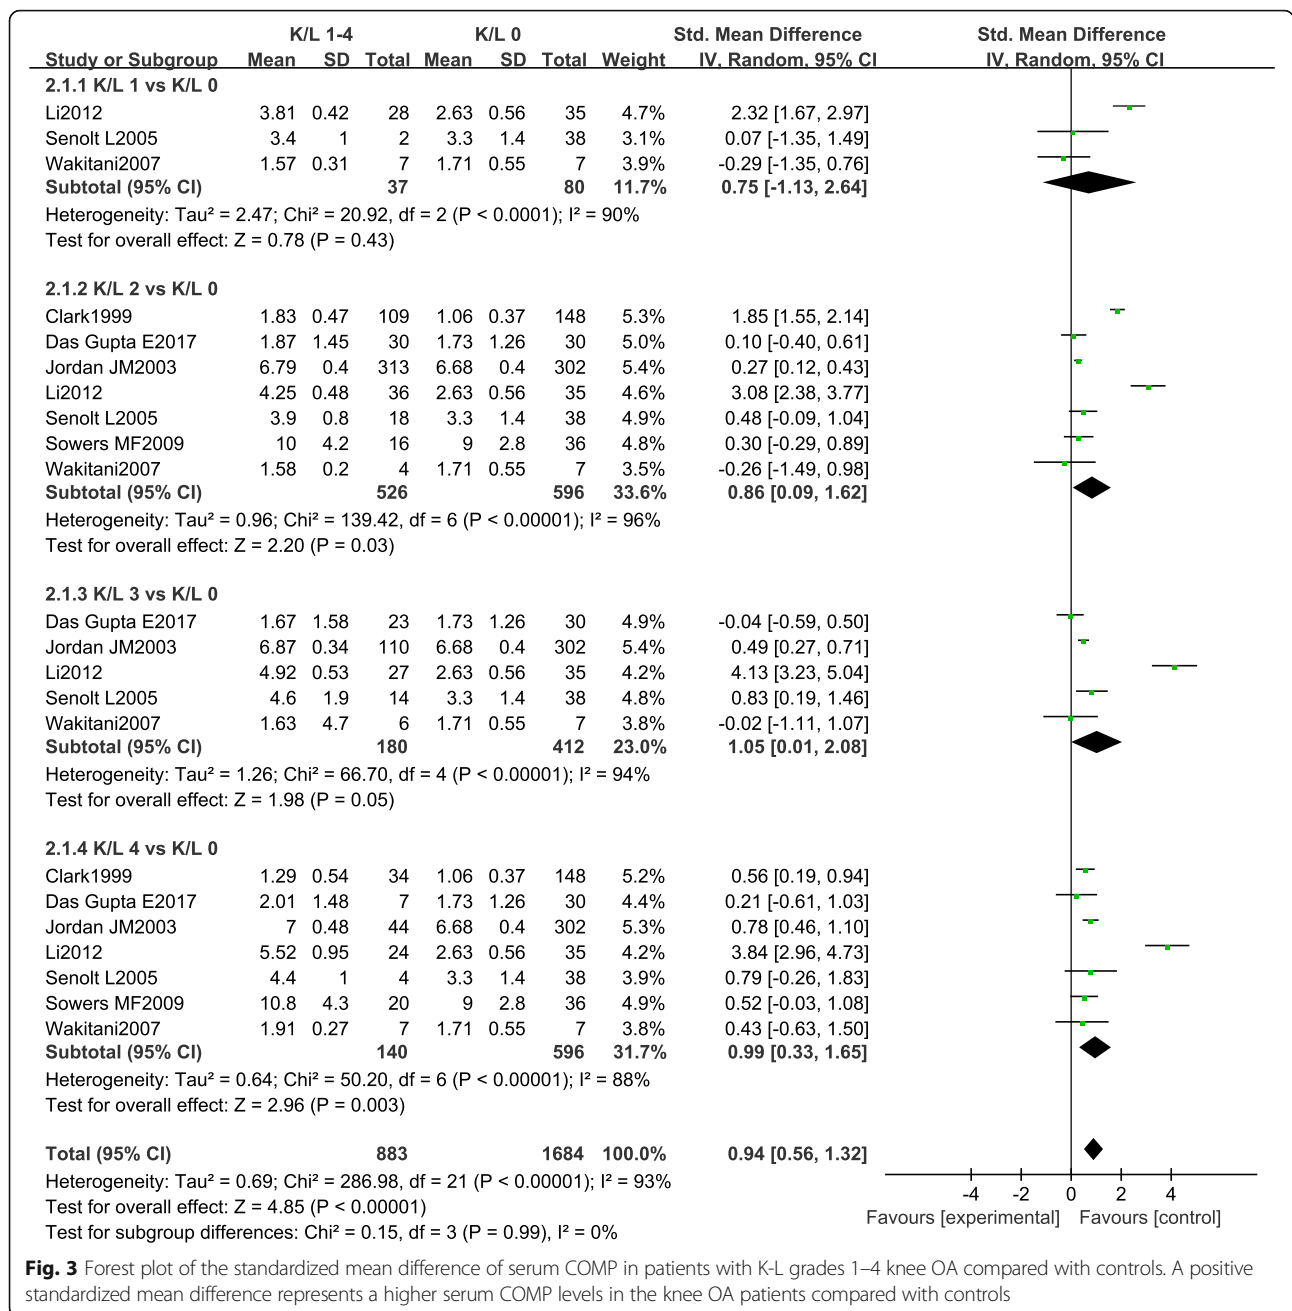 K/L 1-4 K/L 0 Std. Mean Difference Std. Mean Difference
Study or Subgroup Mean SD Total Mean SD Total Weight IV, Random, 95% CI IV, Random, 95% CI
2.1.1 K/L 1 vs K/L 0
Li2012 3.81 0.42 28 2.63 0.56 35 4.7% 2.32 [1.67, 2.97]
Senolt L2005 3.4 1 2 3.3 1.4 38 3.1% 0.07 [-1.35, 1.49]
Wakitani2007 1.57 0.31 7 1.71 0.55 7 3.9% -0.29 [-1.35, 0.76]
Subtotal (95% CI) 37 80 11.7% 0.75 [-1.13, 2.64]
Heterogeneity: Tau² = 2.47; Chi² = 20.92, df = 2 (P < 0.0001); I² = 90%
Test for overall effect: Z = 0.78 (P = 0.43)
2.1.2 K/L 2 vs K/L 0
Clark1999 1.83 0.47 109 1.06 0.37 148 5.3% 1.85 [1.55, 2.14]
Das Gupta E2017 1.87 1.45 30 1.73 1.26 30 5.0% 0.10 [-0.40, 0.61]
Jordan JM2003 6.79 0.4 313 6.68 0.4 302 5.4% 0.27 [0.12, 0.43]
Li2012 4.25 0.48 36 2.63 0.56 35 4.6% 3.08 [2.38, 3.77]
Senolt L2005 3.9 0.8 18 3.3 1.4 38 4.9% 0.48 [-0.09, 1.04]
Sowers MF2009 10 4.2 16 9 2.8 36 4.8% 0.30 [-0.29, 0.89]
Wakitani2007 1.58 0.2 4 1.71 0.55 7 3.5% -0.26 [-1.49, 0.98]
Subtotal (95% CI) 526 596 33.6% 0.86 [0.09, 1.62]
Heterogeneity: Tau² = 0.96; Chi² = 139.42, df = 6 (P < 0.00001); I² = 96%
Test for overall effect: Z = 2.20 (P = 0.03)
2.1.3 K/L 3 vs K/L 0
Das Gupta E2017 1.67 1.58 23 1.73 1.26 30 4.9% -0.04 [-0.59, 0.50]
Jordan JM2003 6.87 0.34 110 6.68 0.4 302 5.3% 0.49 [0.27, 0.71]
Li2012 4.92 0.53 27 2.63 0.56 35 4.2% 4.13 [3.23, 5.04]
Senolt L2005 4.6 1.9 14 3.3 1.4 38 4.8% 0.83 [0.19, 1.46]
Wakitani2007 1.63 4.7 6 1.71 0.55 7 3.8% -0.02 [-1.11, 1.07]
Subtotal (95% CI) 180 412 23.0% 1.05 [0.01, 2.08]
Heterogeneity: Tau² = 1.26; Chi² = 66.70, df = 4 (P < 0.00001); I² = 94%
Test for overall effect: Z = 1.98 (P = 0.05)
2.1.4 K/L 4 vs K/L 0
Clark1999 1.29 0.54 34 1.06 0.37 148 5.2% 0.56 [0.19, 0.94]
Das Gupta E2017 2.01 1.48 7 1.73 1.26 30 4.4% 0.21 [-0.61, 1.03]
Jordan JM2003 7 0.48 44 6.68 0.4 302 5.3% 0.78 [0.46, 1.10]
Li2012 5.52 0.95 24 2.63 0.56 35 4.2% 3.84 [2.96, 4.73]
Senolt L2005 4.4 1 4 3.3 1.4 38 3.9% 0.79 [-0.26, 1.83]
Sowers MF2009 10.8 4.3 20 9 2.8 36 4.9% 0.52 [-0.03, 1.08]
Wakitani2007 1.91 0.27 7 1.71 0.55 7 3.8% 0.43 [-0.63, 1.50]
Subtotal (95% CI) 140 596 31.7% 0.99 [0.33, 1.65]
Heterogeneity: Tau² = 0.64; Chi² = 50.20, df = 6 (P < 0.00001); I² = 88%
Test for overall effect: Z = 2.96 (P = 0.003)
Total (95% CI) 883 1684 100.0% 0.94 [0.56, 1.32]
Heterogeneity: Tau² = 0.69; Chi² = 286.98, df = 21 (P < 0.00001); I² = 93%
Test for overall effect: Z = 4.85 (P < 0.00001)
Test for subgroup differences: Chi² = 0.15, df = 3 (P = 0.99), I² = 0%
-4 -2 0 2 4
Favours [experimental] Favours [control]
Fig. 3 Forest plot of the standardized mean difference of serum COMP in patients with K-L grades 1–4 knee OA compared with controls. A positive
standardized mean difference represents a higher serum COMP levels in the knee OA patients compared with controls